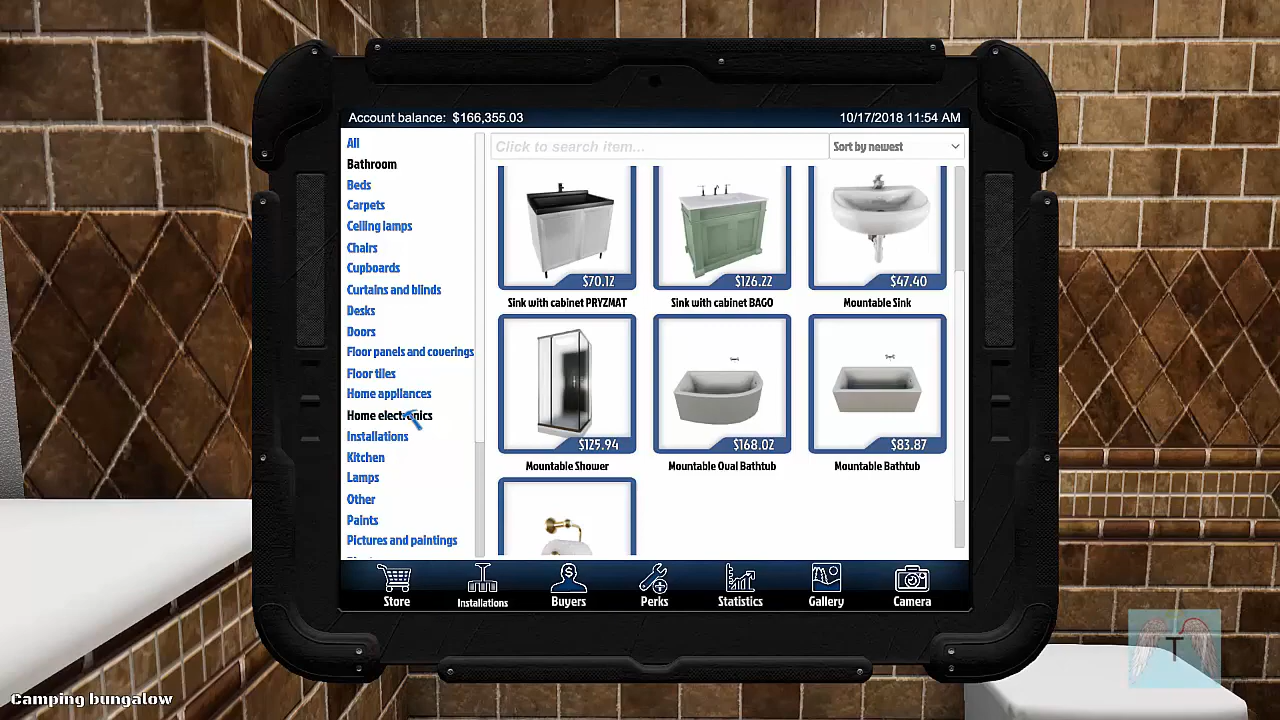 Account balance: $166,355.03
10/17/2018 11:54 AM
All
Bathroom
Beds
Carpets
Ceiling lamps
Chairs
Cupboards
Curtains and blinds
Desks
Doors
Floor panels and coverings
Floor tiles
Home appliances
Home electronics
Installations
Kitchen
Lamps
Other
Paints
Pictures and paintings
Click to search item...
Sort by newest
$70.12
$126.22
$47.40
Sink with cabinet PRYZMAT
Sink with cabinet BAGO
Mountable Sink
$125.94
$168.02
$83.87
Mountable Shower
Mountable Oval Bathtub
Mountable Bathtub
Store
Installations
Buyers
Perks
Statistics
Gallery
Camera
T
Camping bungalow